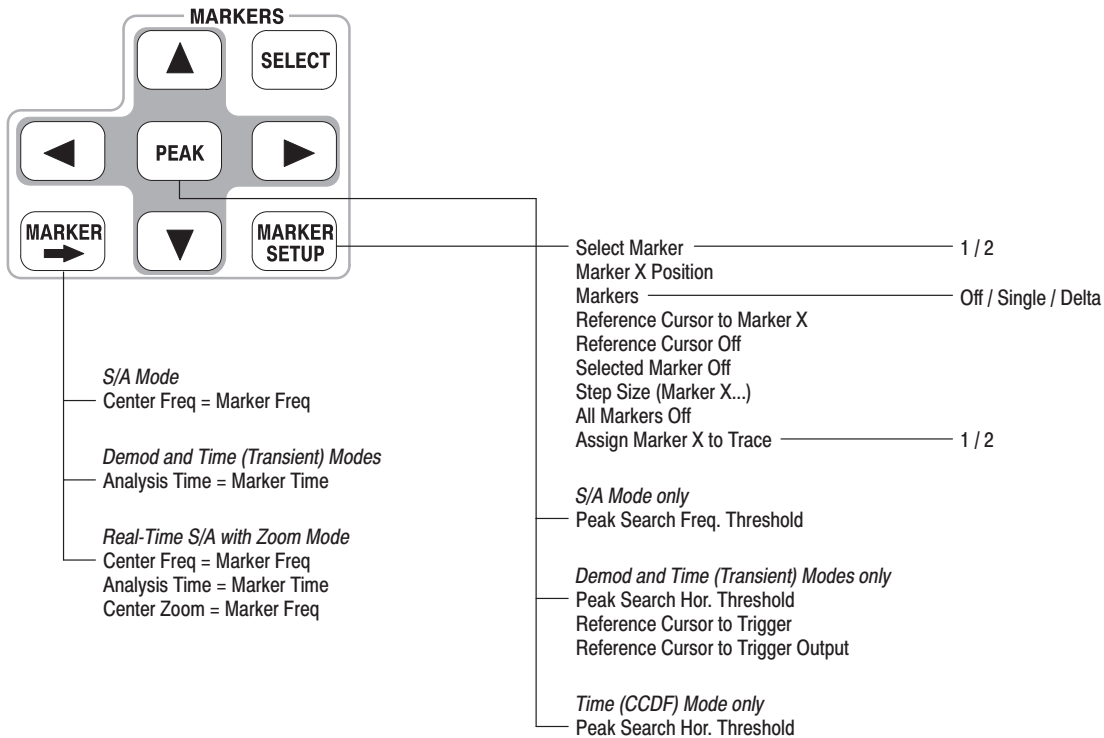 MARKERS
SELECT
PEAK
MARKER
MARKER
SETUP
S/A Mode
Center Freq = Marker Freq
Demod and Time (Transient) Modes
Analysis Time = Marker Time
Real-Time S/A with Zoom Mode
Center Freq = Marker Freq
Analysis Time = Marker Time
Center Zoom = Marker Freq
Select Marker 1 / 2
Marker X Position
Markers Off / Single / Delta
Reference Cursor to Marker X
Reference Cursor Off
Selected Marker Off
Step Size (Marker X...)
All Markers Off
Assign Marker X to Trace 1 / 2
S/A Mode only
Peak Search Freq. Threshold
Demod and Time (Transient) Modes only
Peak Search Hor. Threshold
Reference Cursor to Trigger
Reference Cursor to Trigger Output
Time (CCDF) Mode only
Peak Search Hor. Threshold